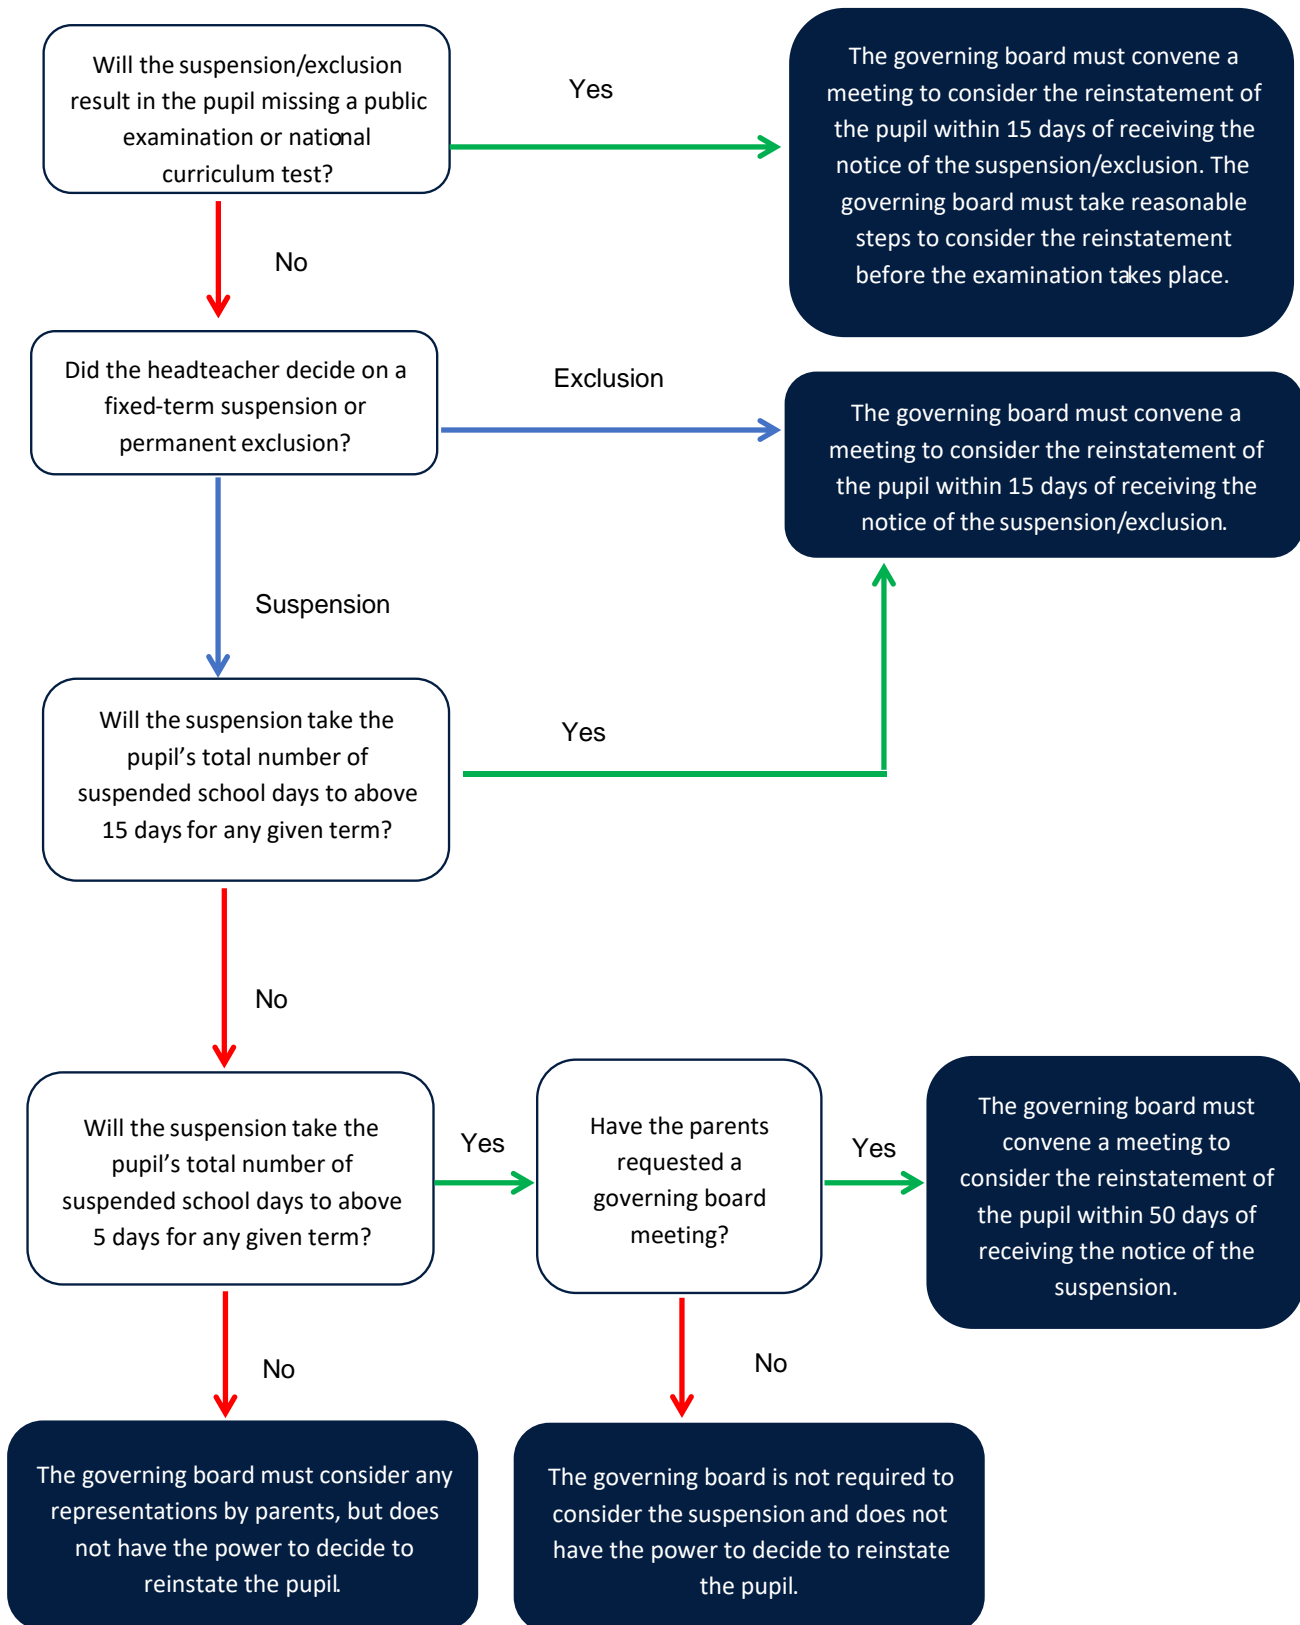 Will the suspension/exclusion
result in the pupil missing a public
examination or national
curriculum test?
Yes
The governing board must convene a
meeting to consider the reinstatement of
the pupil within 15 days of receiving the
notice of the suspension/exclusion. The
governing board must take reasonable
steps to consider the reinstatement
before the examination takes place.
No
Did the headteacher decide on a
fixed-term suspension or
permanent exclusion?
Exclusion
The governing board must convene a
meeting to consider the reinstatement of
the pupil within 15 days of receiving the
notice of the suspension/exclusion.
Suspension
Will the suspension take the
pupil’s total number of
suspended school days to above
15 days for any given term?
Yes
No
Will the suspension take the
pupil’s total number of
suspended school days to above
5 days for any given term?
Yes
Have the parents
requested a
governing board
meeting?
Yes
The governing board must
convene a meeting to
consider the reinstatement of
the pupil within 50 days of
receiving the notice of the
suspension.
No
No
The governing board must consider any
representations by parents, but does
not have the power to decide to
reinstate the pupil.
The governing board is not required to
consider the suspension and does not
have the power to decide to reinstate
the pupil.